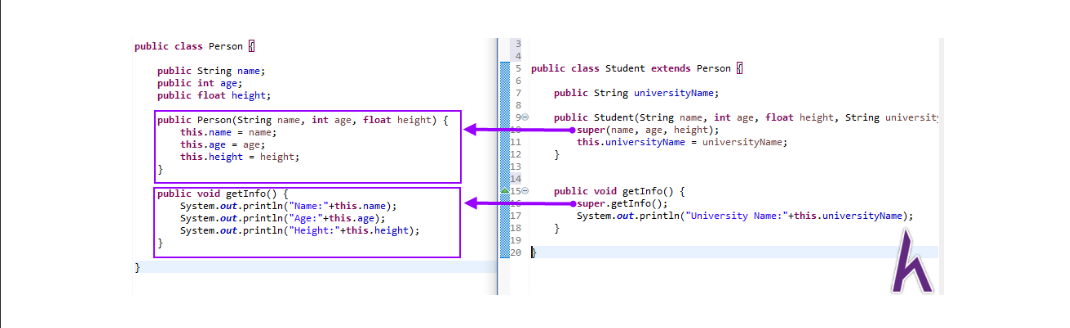 public class Person {
public String name;
public int age;
public float height;
public Person(String name, int age, float height) {
this.name = name;
this.age = age;
this.height = height;
}
public void getInfo() {
System.out.println("Name:"+this.name);
System.out.println("Age:"+this.age);
System.out.println("Height:"+this.height);
}
}
3
4
5 public class Student extends Person {
6
7 public String universityName;
8
9 public Student(String name, int age, float height, String university
10 super(name, age, height);
11 this.universityName = universityName;
12 }
13
14
15 public void getInfo() {
16 super.getInfo();
17 System.out.println("University Name:"+this.universityName);
18 }
19
20 }
h